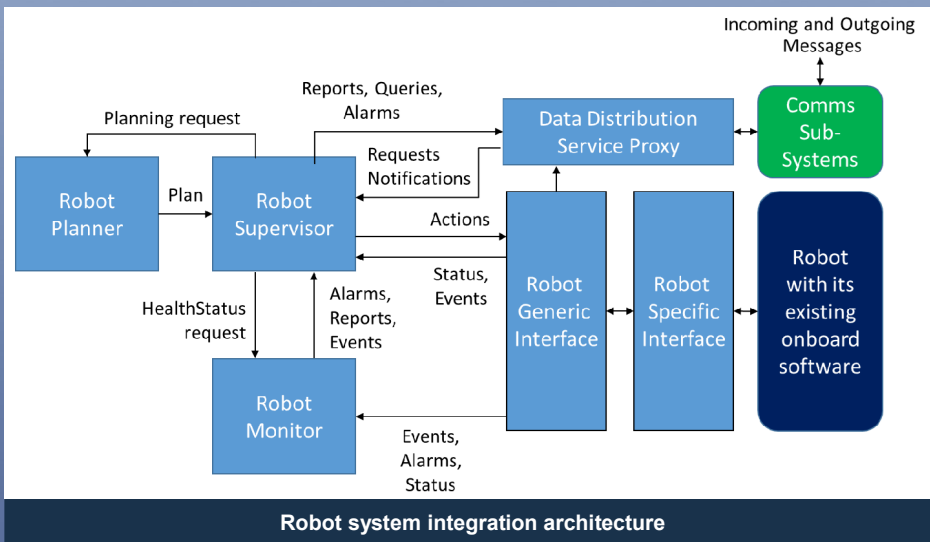 Incoming and Outgoing
Messages
Reports, Queries,
Alarms
Planning request
Data Distribution
Service Proxy
Comms
Sub-
Systems
Requests
Notifications
Robot
Planner
Plan
Robot
Supervisor
Actions
Status,
Events
HealthStatus
request
Alarms,
Reports,
Events
Robot
Generic
Interface
Robot
Specific
Interface
Robot
with its
existing
onboard
software
Robot
Monitor
Events,
Alarms,
Status
Robot system integration architecture